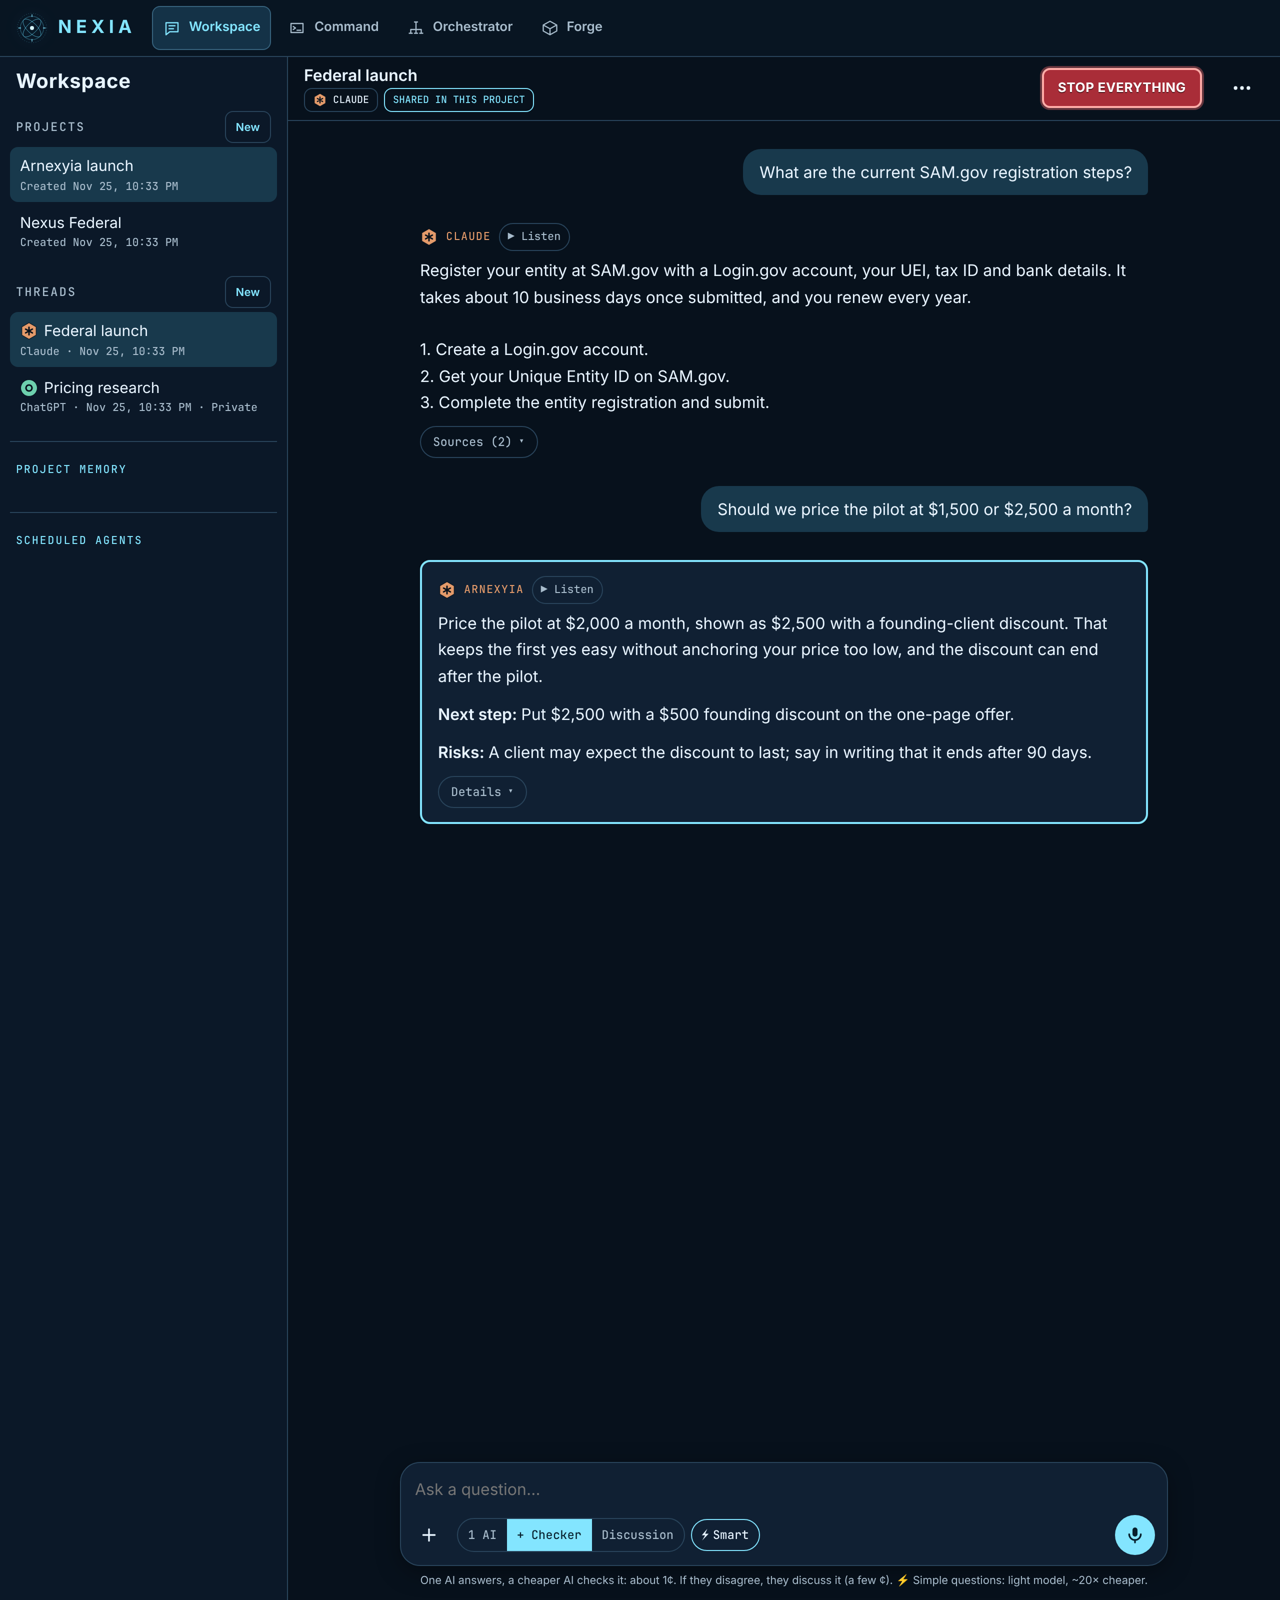 NEXIA
Workspace
Command
Orchestrator
Forge
Workspace
PROJECTS
New
Arnexyia launch
Created Nov 25, 10:33 PM
Nexus Federal
Created Nov 25, 10:33 PM
THREADS
New
Federal launch
Claude · Nov 25, 10:33 PM
Pricing research
ChatGPT · Nov 25, 10:33 PM · Private
PROJECT MEMORY
SCHEDULED AGENTS
Federal launch
CLAUDE
SHARED IN THIS PROJECT
STOP EVERYTHING
What are the current SAM.gov registration steps?
CLAUDE
▶ Listen
Register your entity at SAM.gov with a Login.gov account, your UEI, tax ID and bank details. It
takes about 10 business days once submitted, and you renew every year.
1. Create a Login.gov account.
2. Get your Unique Entity ID on SAM.gov.
3. Complete the entity registration and submit.
Sources (2) ▾
Should we price the pilot at $1,500 or $2,500 a month?
ARNEXYIA
▶ Listen
Price the pilot at $2,000 a month, shown as $2,500 with a founding-client discount. That
keeps the first yes easy without anchoring your price too low, and the discount can end
after the pilot.
Next step: Put $2,500 with a $500 founding discount on the one-page offer.
Risks: A client may expect the discount to last; say in writing that it ends after 90 days.
Details ▾
Ask a question...
1 AI
+ Checker
Discussion
⚡ Smart
One AI answers, a cheaper AI checks it: about 1¢. If they disagree, they discuss it (a few ¢). ⚡ Simple questions: light model, ~20× cheaper.